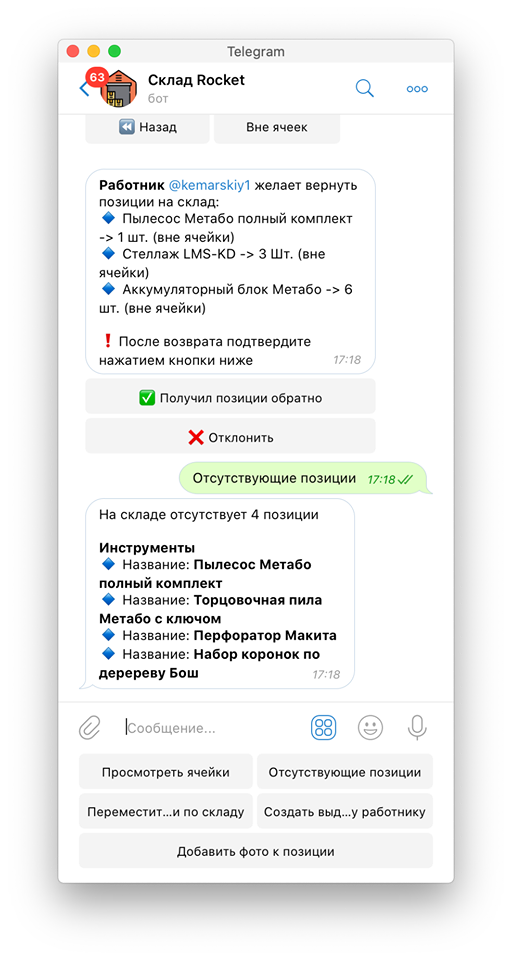 Telegram
63
Склад Rocket
бот
Назад
Вне ячеек
Работник @kemarskiy1 желает вернуть
позиции на склад:
Пылесос Метабо полный комплект
-> 1 шт. (вне ячейки)
Стеллаж LMS-KD -> 3 Шт. (вне
ячейки)
Аккумуляторный блок Метабо -> 6
шт. (вне ячейки)
❗ После возврата подтвердите
нажатием кнопки ниже
17:18
Получил позиции обратно
Отклонить
Отсутствующие позиции 17:18
На складе отсутствует 4 позиции
Инструменты
Название: Пылесос Метабо
полный комплект
Название: Торцовочная пила
Метабо с ключом
Название: Перфоратор Макита
Название: Набор коронок по
деререву Бош
17:18
Сообщение...
Просмотреть ячейки
Отсутствующие позиции
Переместит...и по складу
Создать выд...у работнику
Добавить фото к позиции